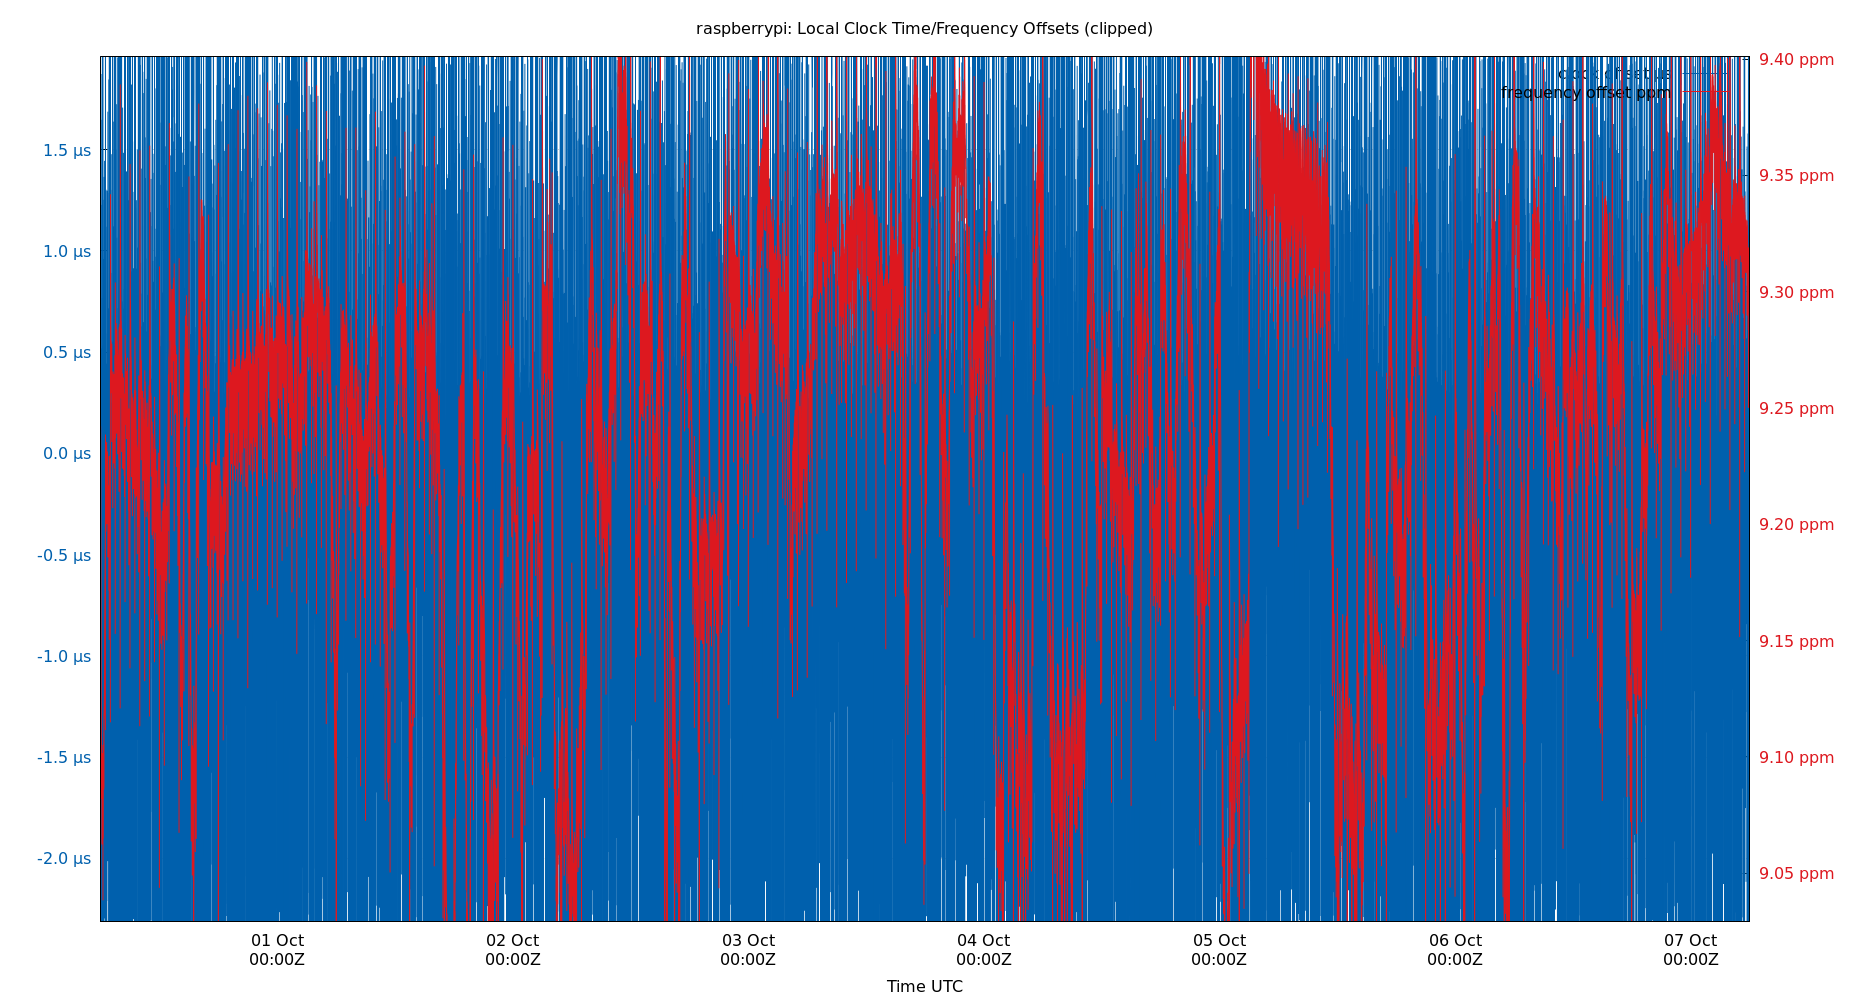 raspberrypi: Local Clock Time/Frequency Offsets (clipped)
9.40 ppm
clock offset µs
frequency offset ppm
1.5 µs
9.35 ppm
1.0 µs
9.30 ppm
0.5 µs
9.25 ppm
0.0 µs
9.20 ppm
-0.5 µs
9.15 ppm
-1.0 µs
9.10 ppm
-1.5 µs
-2.0 µs
9.05 ppm
01 Oct 02 Oct 03 Oct 04 Oct 05 Oct 06 Oct 07 Oct
00:00Z 00:00Z 00:00Z 00:00Z 00:00Z 00:00Z 00:00Z
Time UTC